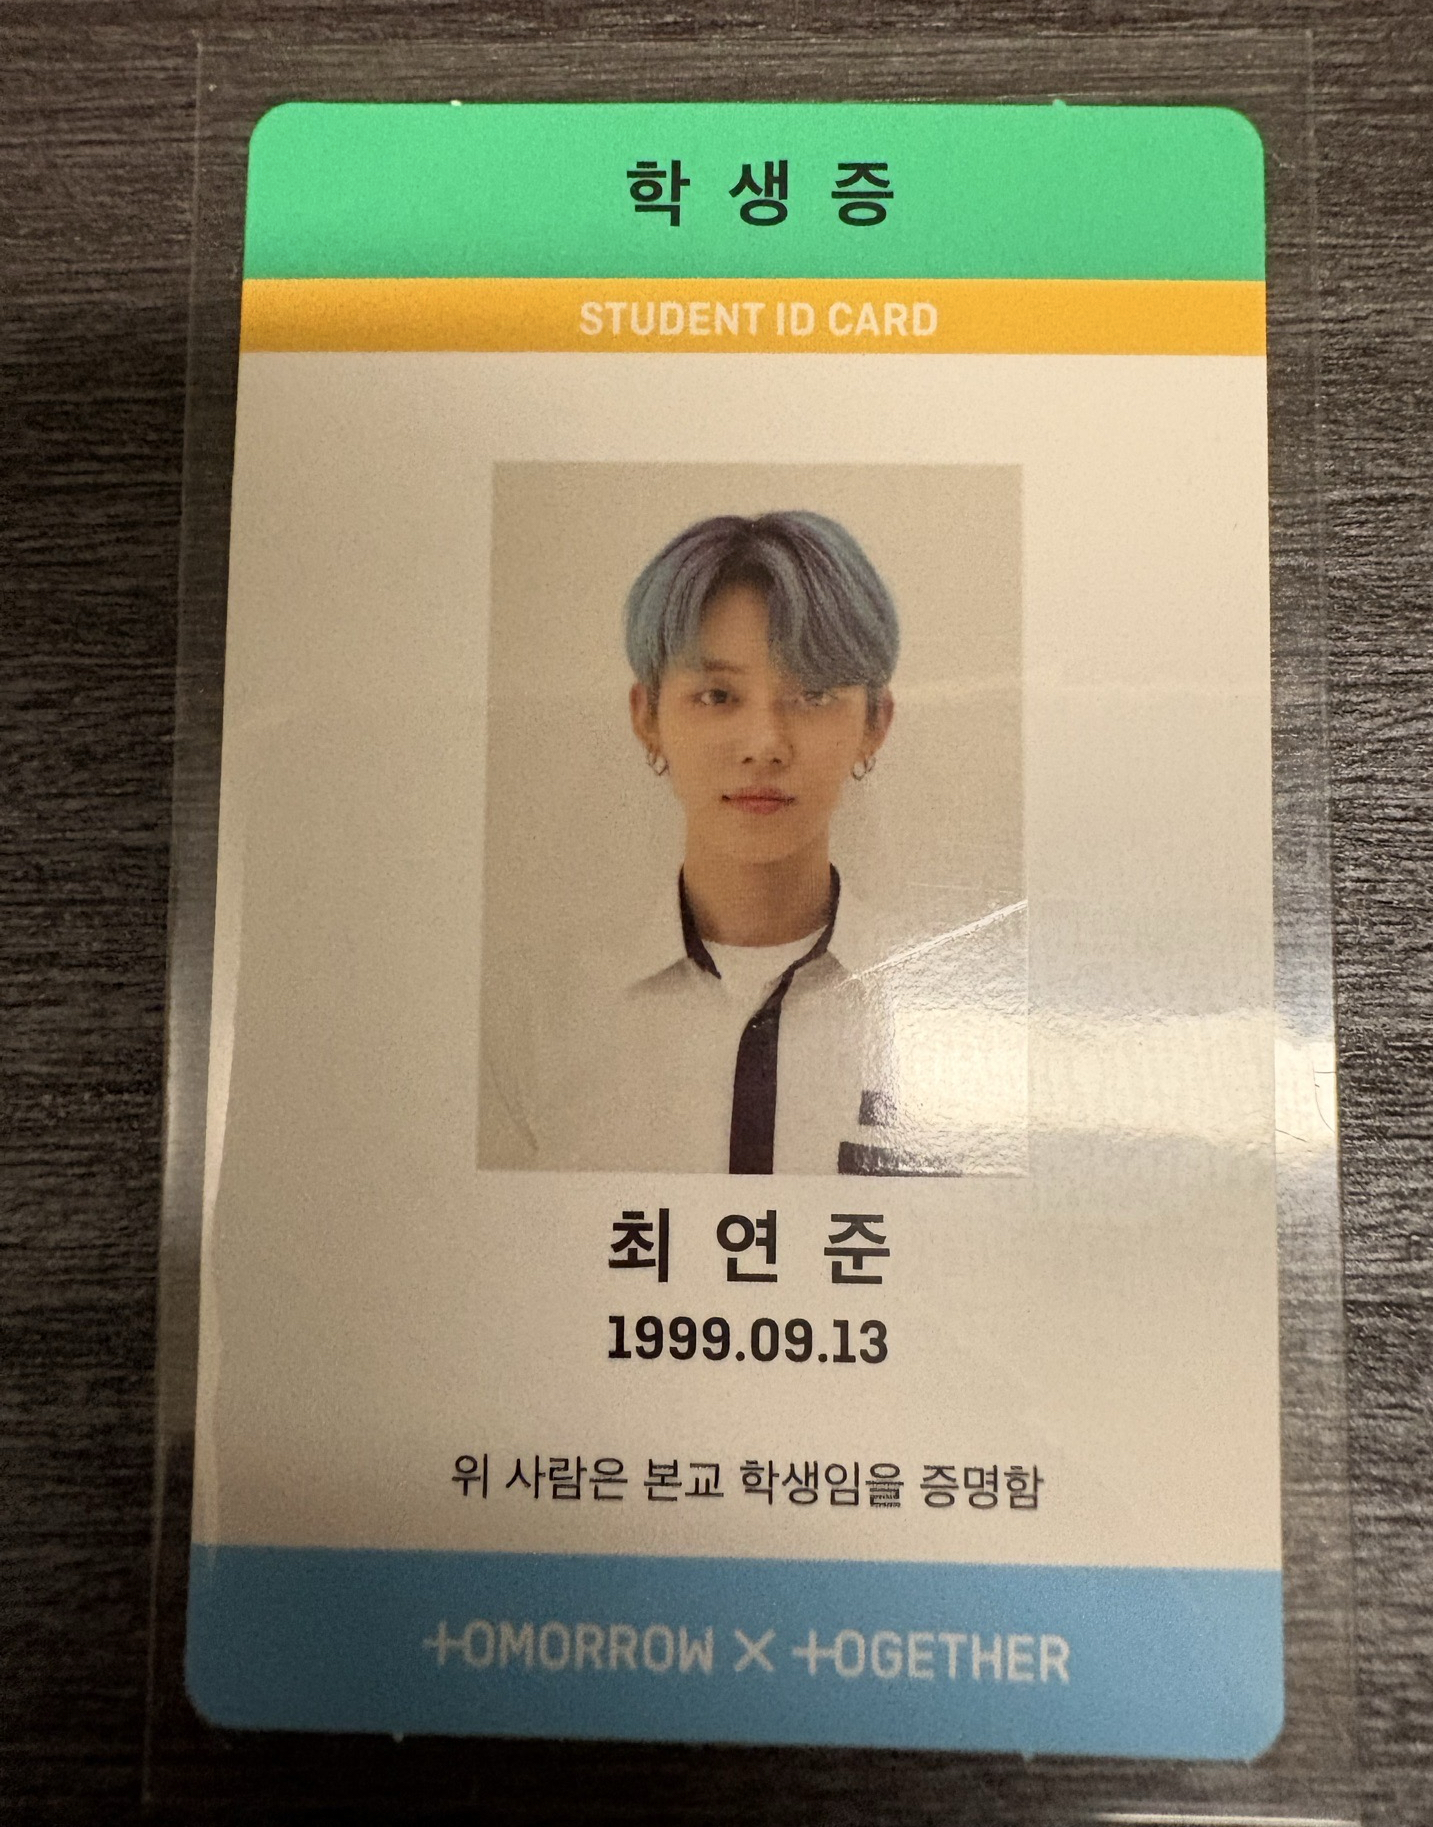 학생증
STUDENT ID CARD
최연준
1999.09.13
위 사람은 본교 학생임을 증명함
TOMORROW X TOGETHER